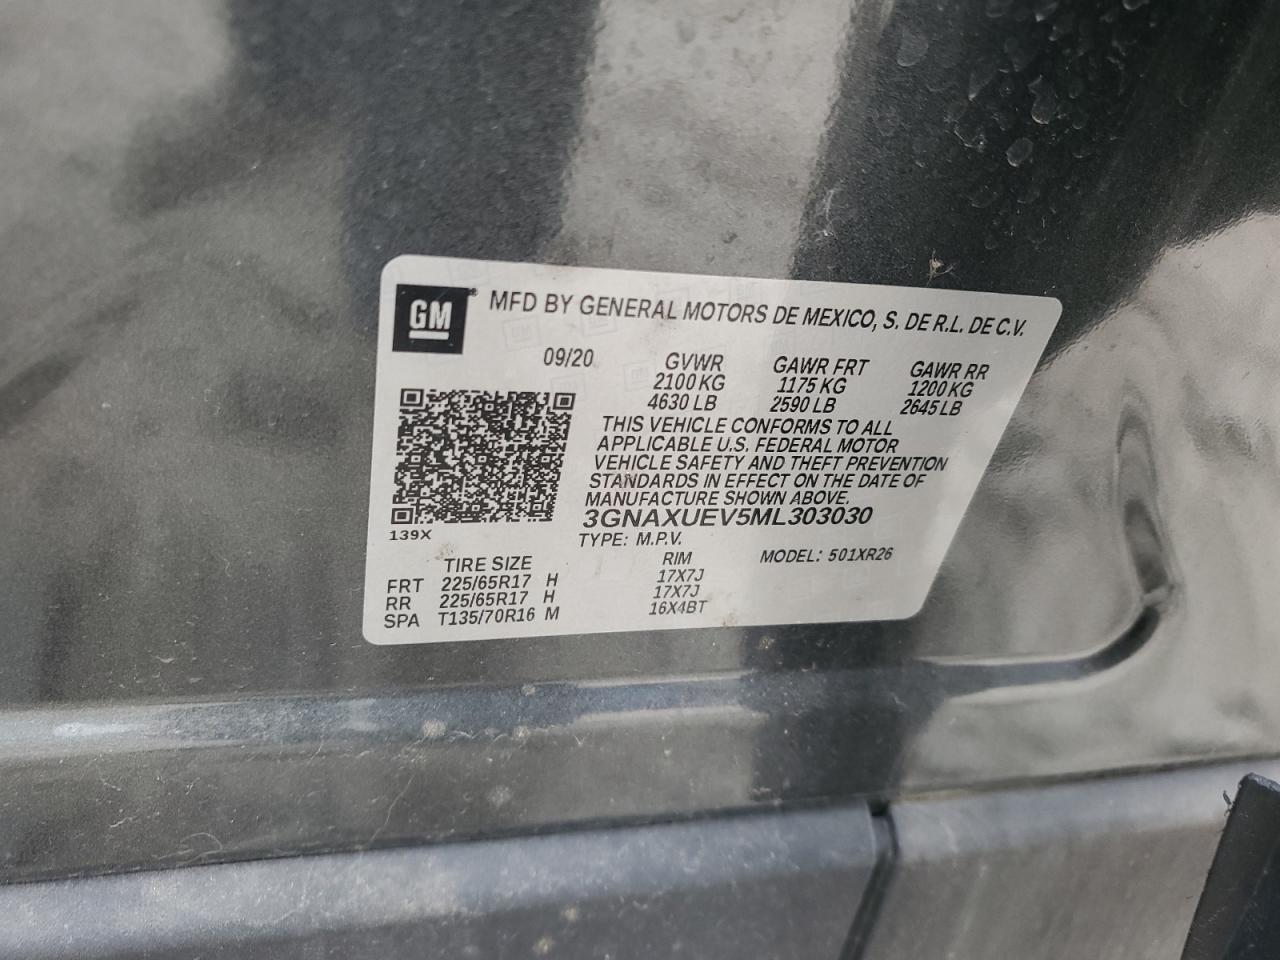 GM ® MFD BY GENERAL MOTORS DE MEXICO, S. DE R.L. DE C.V.
09/20 GVWR GAWR FRT GAWR RR
2100 KG 1175 KG 1200 KG
4630 LB 2590 LB 2645 LB
THIS VEHICLE CONFORMS TO ALL
APPLICABLE U.S. FEDERAL MOTOR
VEHICLE SAFETY AND THEFT PREVENTION
STANDARDS IN EFFECT ON THE DATE OF
MANUFACTURE SHOWN ABOVE.
3GNAXUEV5ML303030
139X
TYPE: M.P.V. MODEL: 501XR26
TIRE SIZE RIM
FRT 225/65R17 H 17X7J
RR 225/65R17 H 17X7J
SPA T135/70R16 M 16X4BT